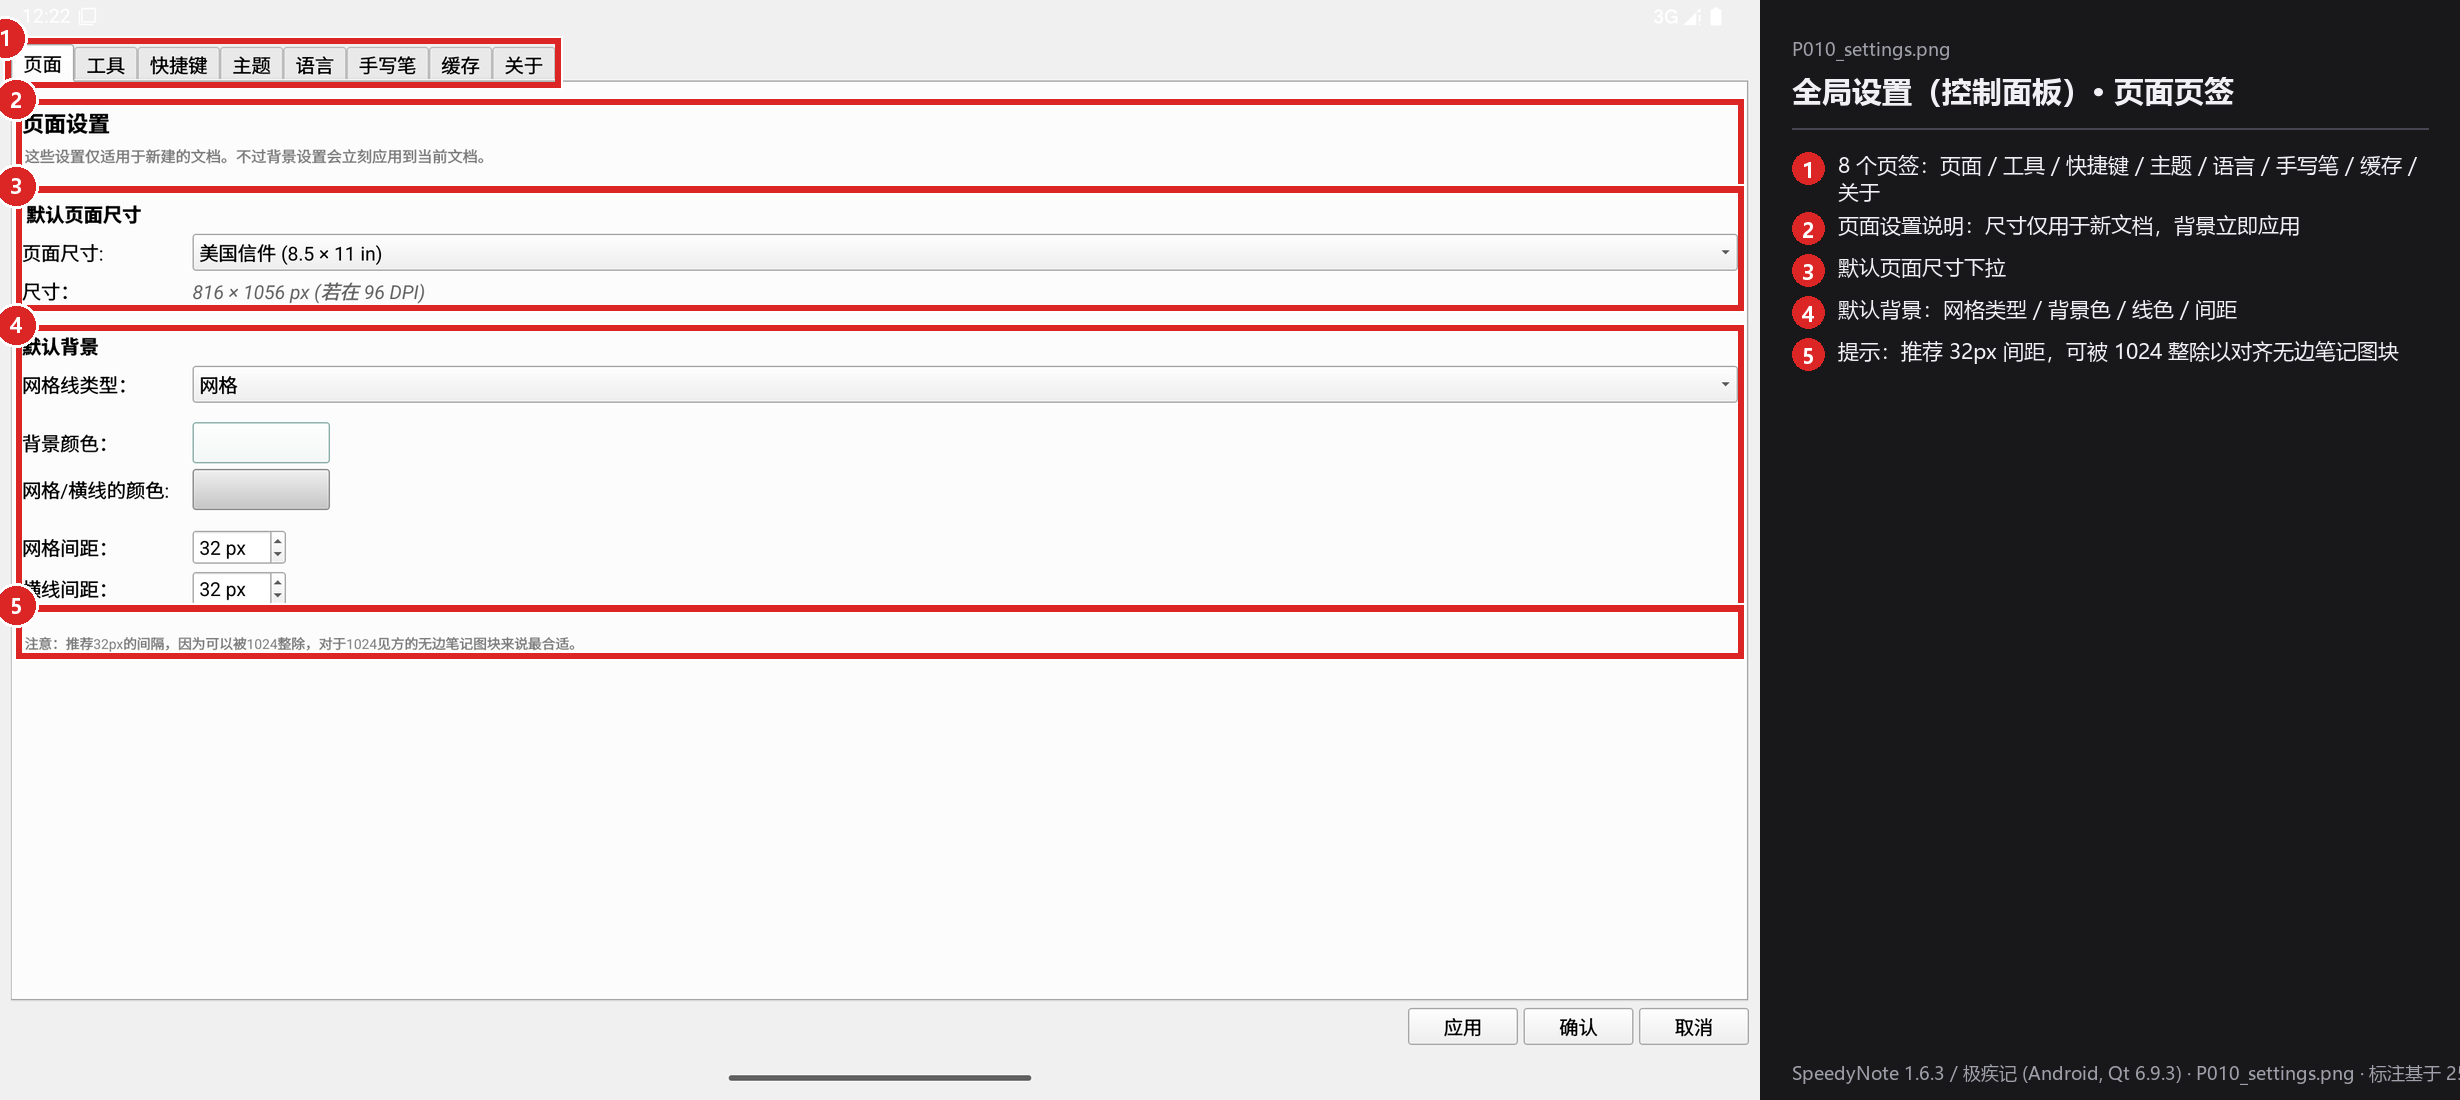 12:22
3G
1
页面 工具 快捷键 主题 语言 手写笔 缓存 关于
2
页面设置
这些设置仅适用于新建的文档。不过背景设置会立刻应用到当前文档。
3
默认页面尺寸
页面尺寸: 美国信件 (8.5 × 11 in)
尺寸： 816 × 1056 px (若在 96 DPI)
4
默认背景
网格线类型： 网格
背景颜色：
网格/横线的颜色:
网格间距： 32 px
横线间距： 32 px
5
注意：推荐32px的间隔，因为可以被1024整除，对于1024见方的无边笔记图块来说最合适。
应用 确认 取消
P010_settings.png
全局设置（控制面板）• 页面页签
1 8 个页签：页面 / 工具 / 快捷键 / 主题 / 语言 / 手写笔 / 缓存 /
关于
2 页面设置说明：尺寸仅用于新文档，背景立即应用
3 默认页面尺寸下拉
4 默认背景：网格类型 / 背景色 / 线色 / 间距
5 提示：推荐 32px 间距，可被 1024 整除以对齐无边笔记图块
SpeedyNote 1.6.3 / 极疾记 (Android, Qt 6.9.3) · P010_settings.png · 标注基于